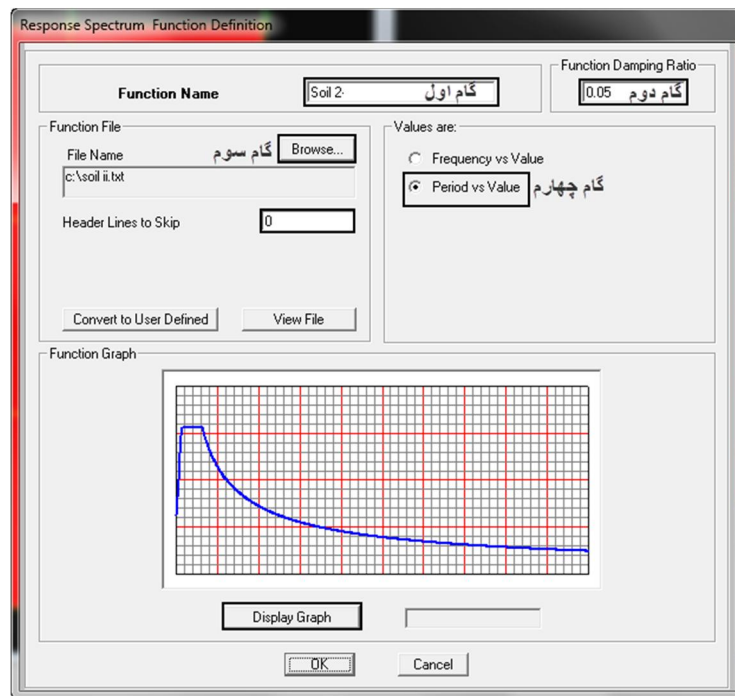 Response Spectrum Function Definition
Function Name
Soil 2-
گام اول
Function Damping Ratio
0.05
گام دوم
Function File
File Name
گام سوم
Browse...
c:\soil ii.txt
Header Lines to Skip
0
Convert to User Defined
View File
Values are:
Frequency vs Value
Period vs Value
گام چهارم
Function Graph
Display Graph
OK
Cancel